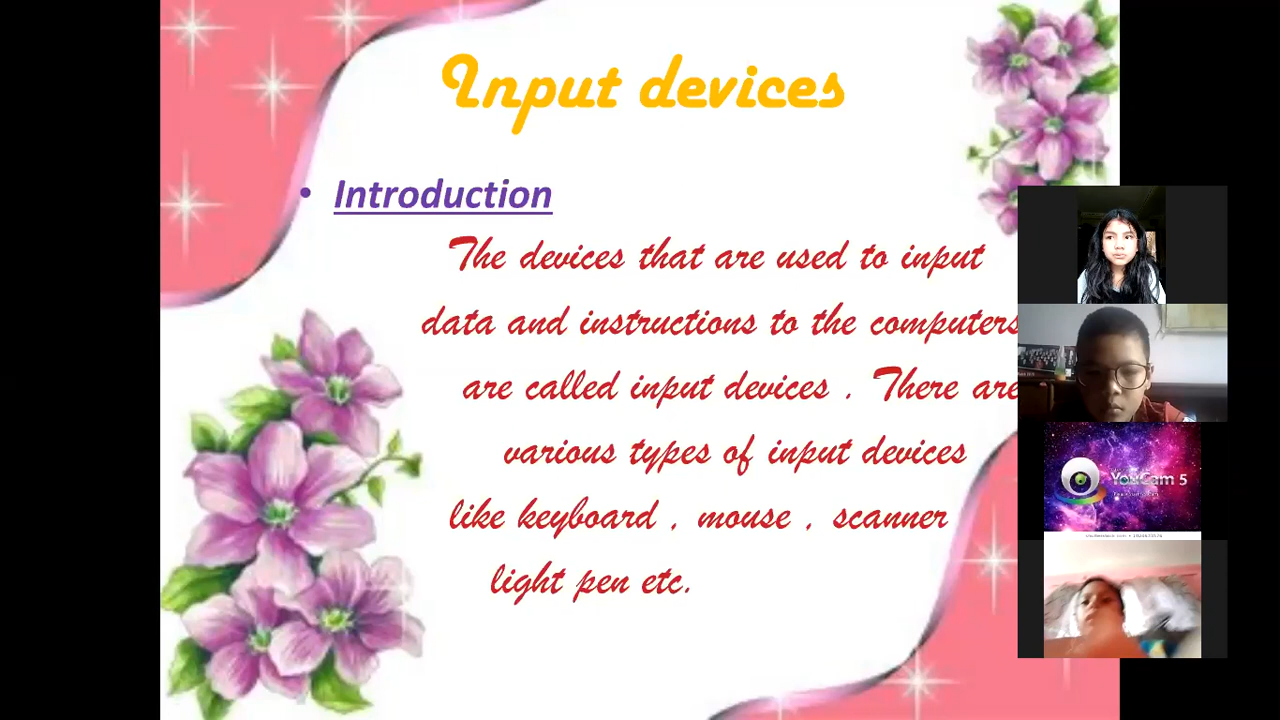 Input devices
• Introduction
The devices that are used to input
data and instructions to the computers
are called input devices . There are
various types of input devices
like keyboard , mouse , scanner
light pen etc.
YouCam 5